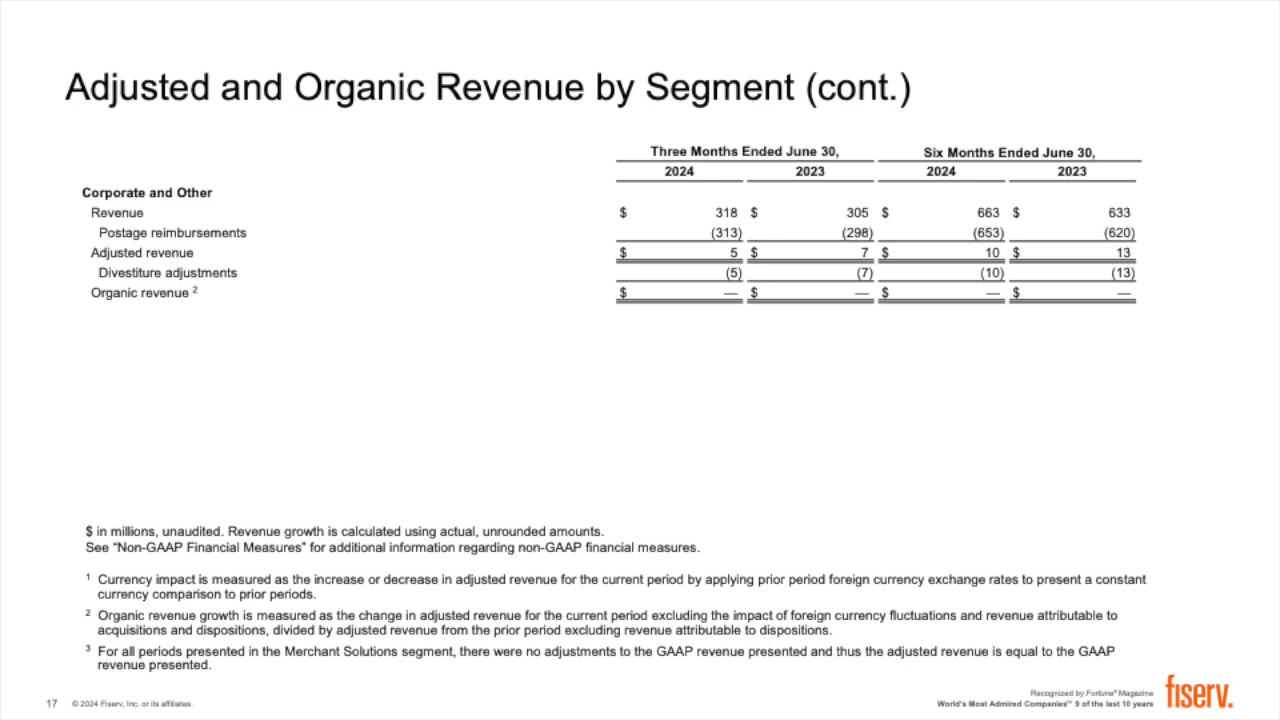 Adjusted and Organic Revenue by Segment (cont.)
Three Months Ended June 30, Six Months Ended June 30,
2024 2023 2024 2023
Corporate and Other
Revenue $ 318 $ 305 $ 663 $ 633
Postage reimbursements (313) (298) (653) (620)
Adjusted revenue $ 5 $ 7 $ 10 $ 13
Divestiture adjustments (5) (7) (10) (13)
Organic revenue 2 $ — $ — $ — $ —
$ in millions, unaudited. Revenue growth is calculated using actual, unrounded amounts.
See “Non-GAAP Financial Measures” for additional information regarding non-GAAP financial measures.
1 Currency impact is measured as the increase or decrease in adjusted revenue for the current period by applying prior period foreign currency exchange rates to present a constant
currency comparison to prior periods.
2 Organic revenue growth is measured as the change in adjusted revenue for the current period excluding the impact of foreign currency fluctuations and revenue attributable to
acquisitions and dispositions, divided by adjusted revenue from the prior period excluding revenue attributable to dispositions.
3 For all periods presented in the Merchant Solutions segment, there were no adjustments to the GAAP revenue presented and thus the adjusted revenue is equal to the GAAP
revenue presented.
17 © 2024 Fiserv, Inc. or its affiliates.
Recognized by Fortune® Magazine
World's Most Admired Companies™ 9 of the last 10 years
fiserv.